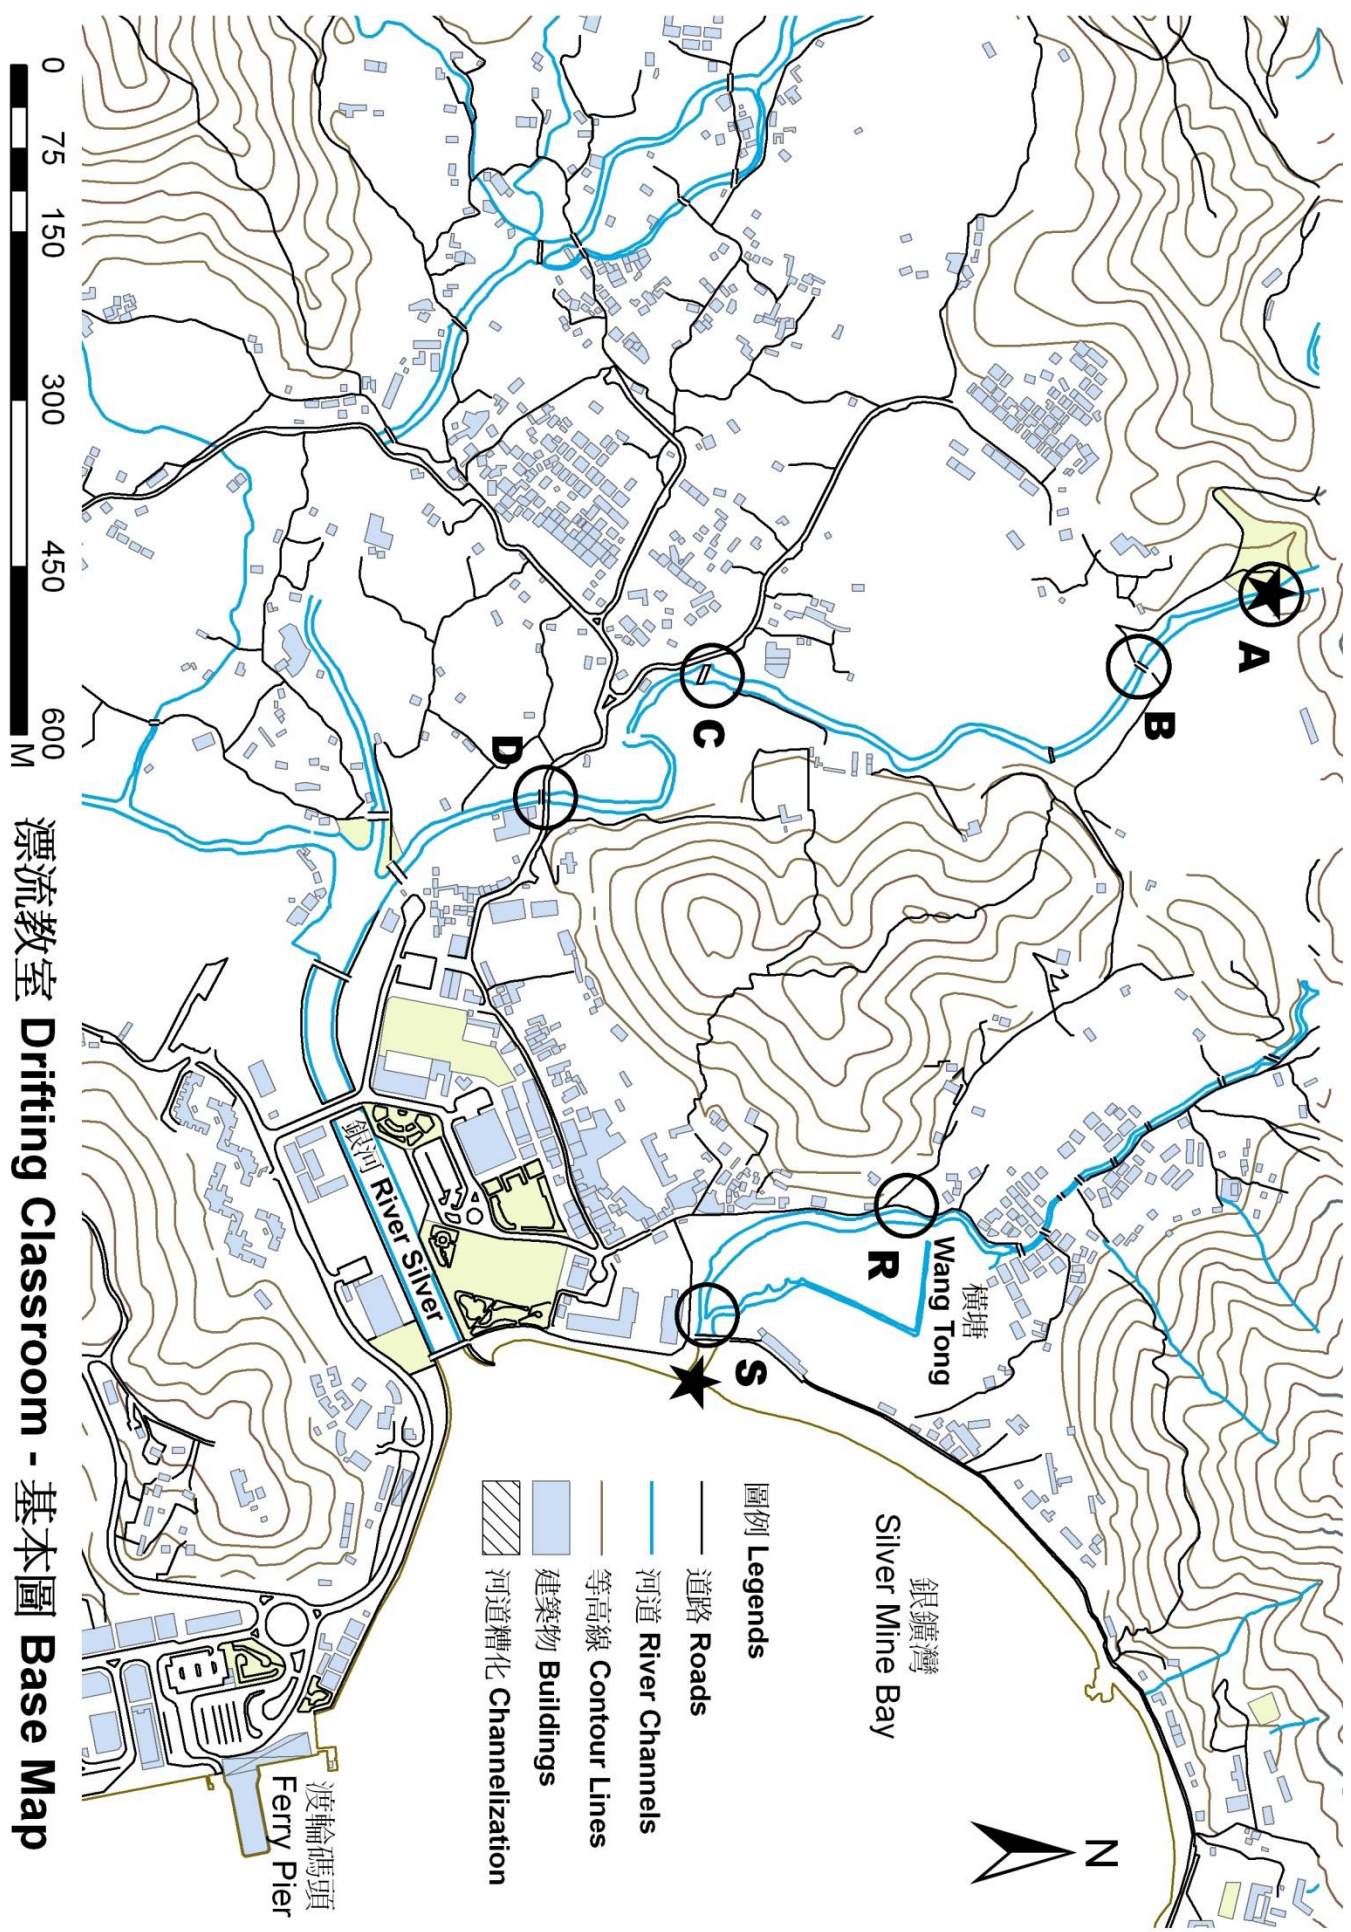 A
B
C
D
R
橫塘
Wang Tong
S
銀河 River Silver
銀鑛灣
Silver Mine Bay
圖例 Legends
道路 Roads
河道 River Channels
等高線 Contour Lines
建築物 Buildings
河道糟化 Channelization
N
渡輪碼頭
Ferry Pier
0 75 150 300 450 600
M
漂流教室 Drifting Classroom - 基本圖 Base Map